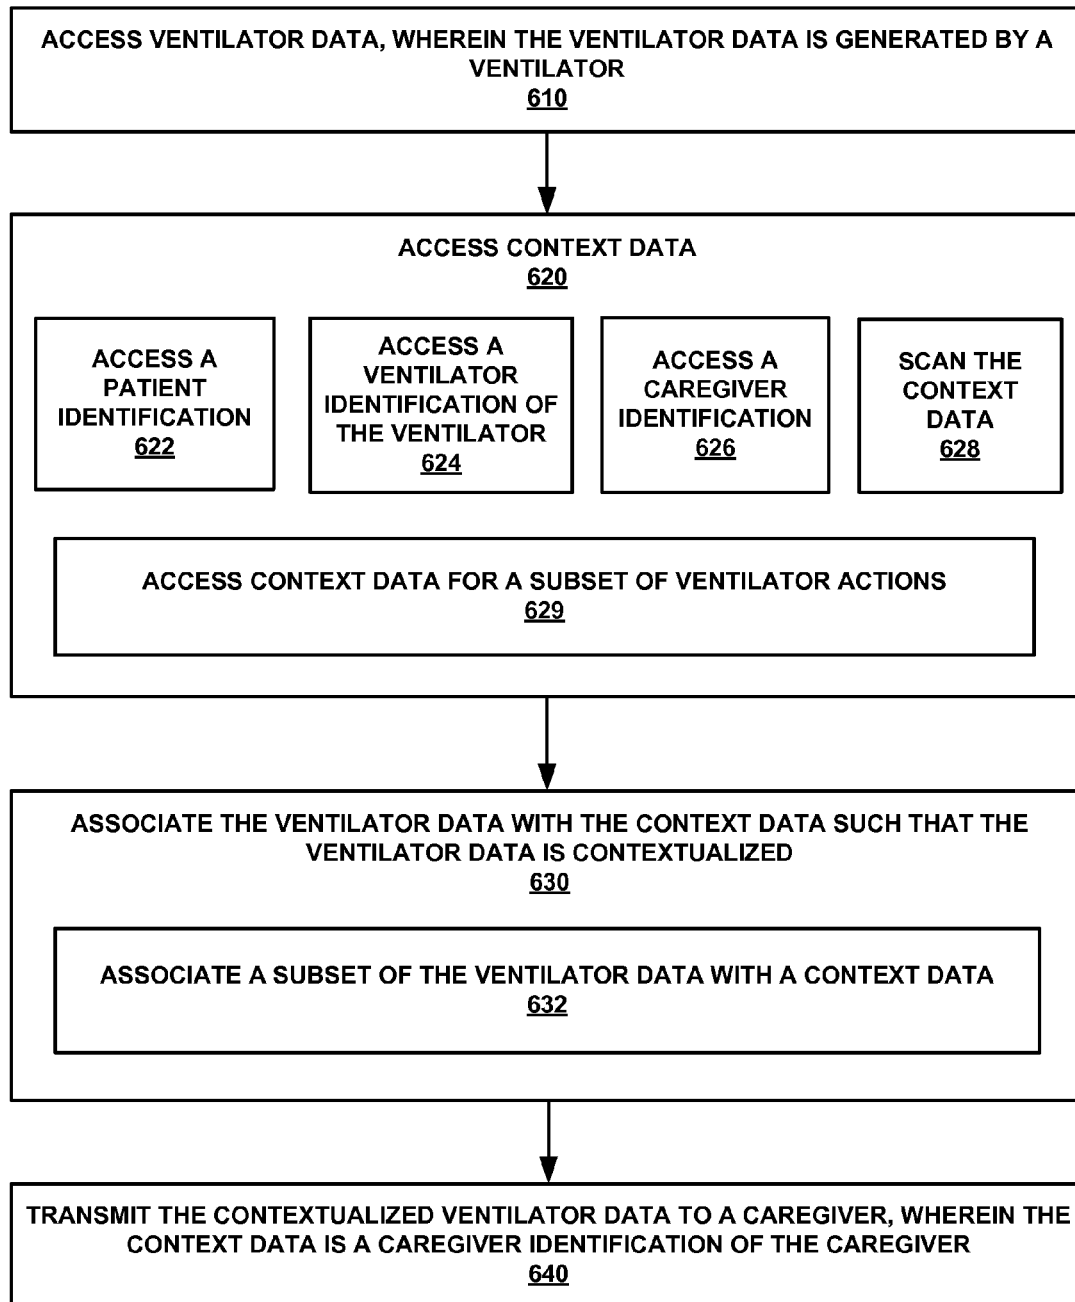 ACCESS VENTILATOR DATA, WHEREIN THE VENTILATOR DATA IS GENERATED BY A
VENTILATOR
610
ACCESS CONTEXT DATA
620
ACCESS A
PATIENT
IDENTIFICATION
622
ACCESS A
VENTILATOR
IDENTIFICATION OF
THE VENTILATOR
624
ACCESS A
CAREGIVER
IDENTIFICATION
626
SCAN THE
CONTEXT
DATA
628
ACCESS CONTEXT DATA FOR A SUBSET OF VENTILATOR ACTIONS
629
ASSOCIATE THE VENTILATOR DATA WITH THE CONTEXT DATA SUCH THAT THE
VENTILATOR DATA IS CONTEXTUALIZED
630
ASSOCIATE A SUBSET OF THE VENTILATOR DATA WITH A CONTEXT DATA
632
TRANSMIT THE CONTEXTUALIZED VENTILATOR DATA TO A CAREGIVER, WHEREIN THE
CONTEXT DATA IS A CAREGIVER IDENTIFICATION OF THE CAREGIVER
640